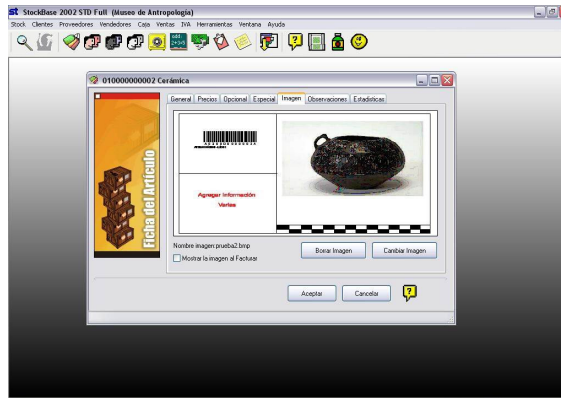 st StockBase 2002 STD Full (Museo de Antropología)
Stock Clientes Proveedores Vendedores Caja Ventas IVA Herramientas Ventana Ayuda
010000000002 Cerámica
General Precios Opcional Especial Imagen Observaciones Estadísticas
Ficha del Artículo
Agregar Información
Varias
Nombre imagen:prueba2.bmp
Borrar Imagen Cambiar Imagen
Mostrar la imagen al Facturar
Aceptar Cancelar